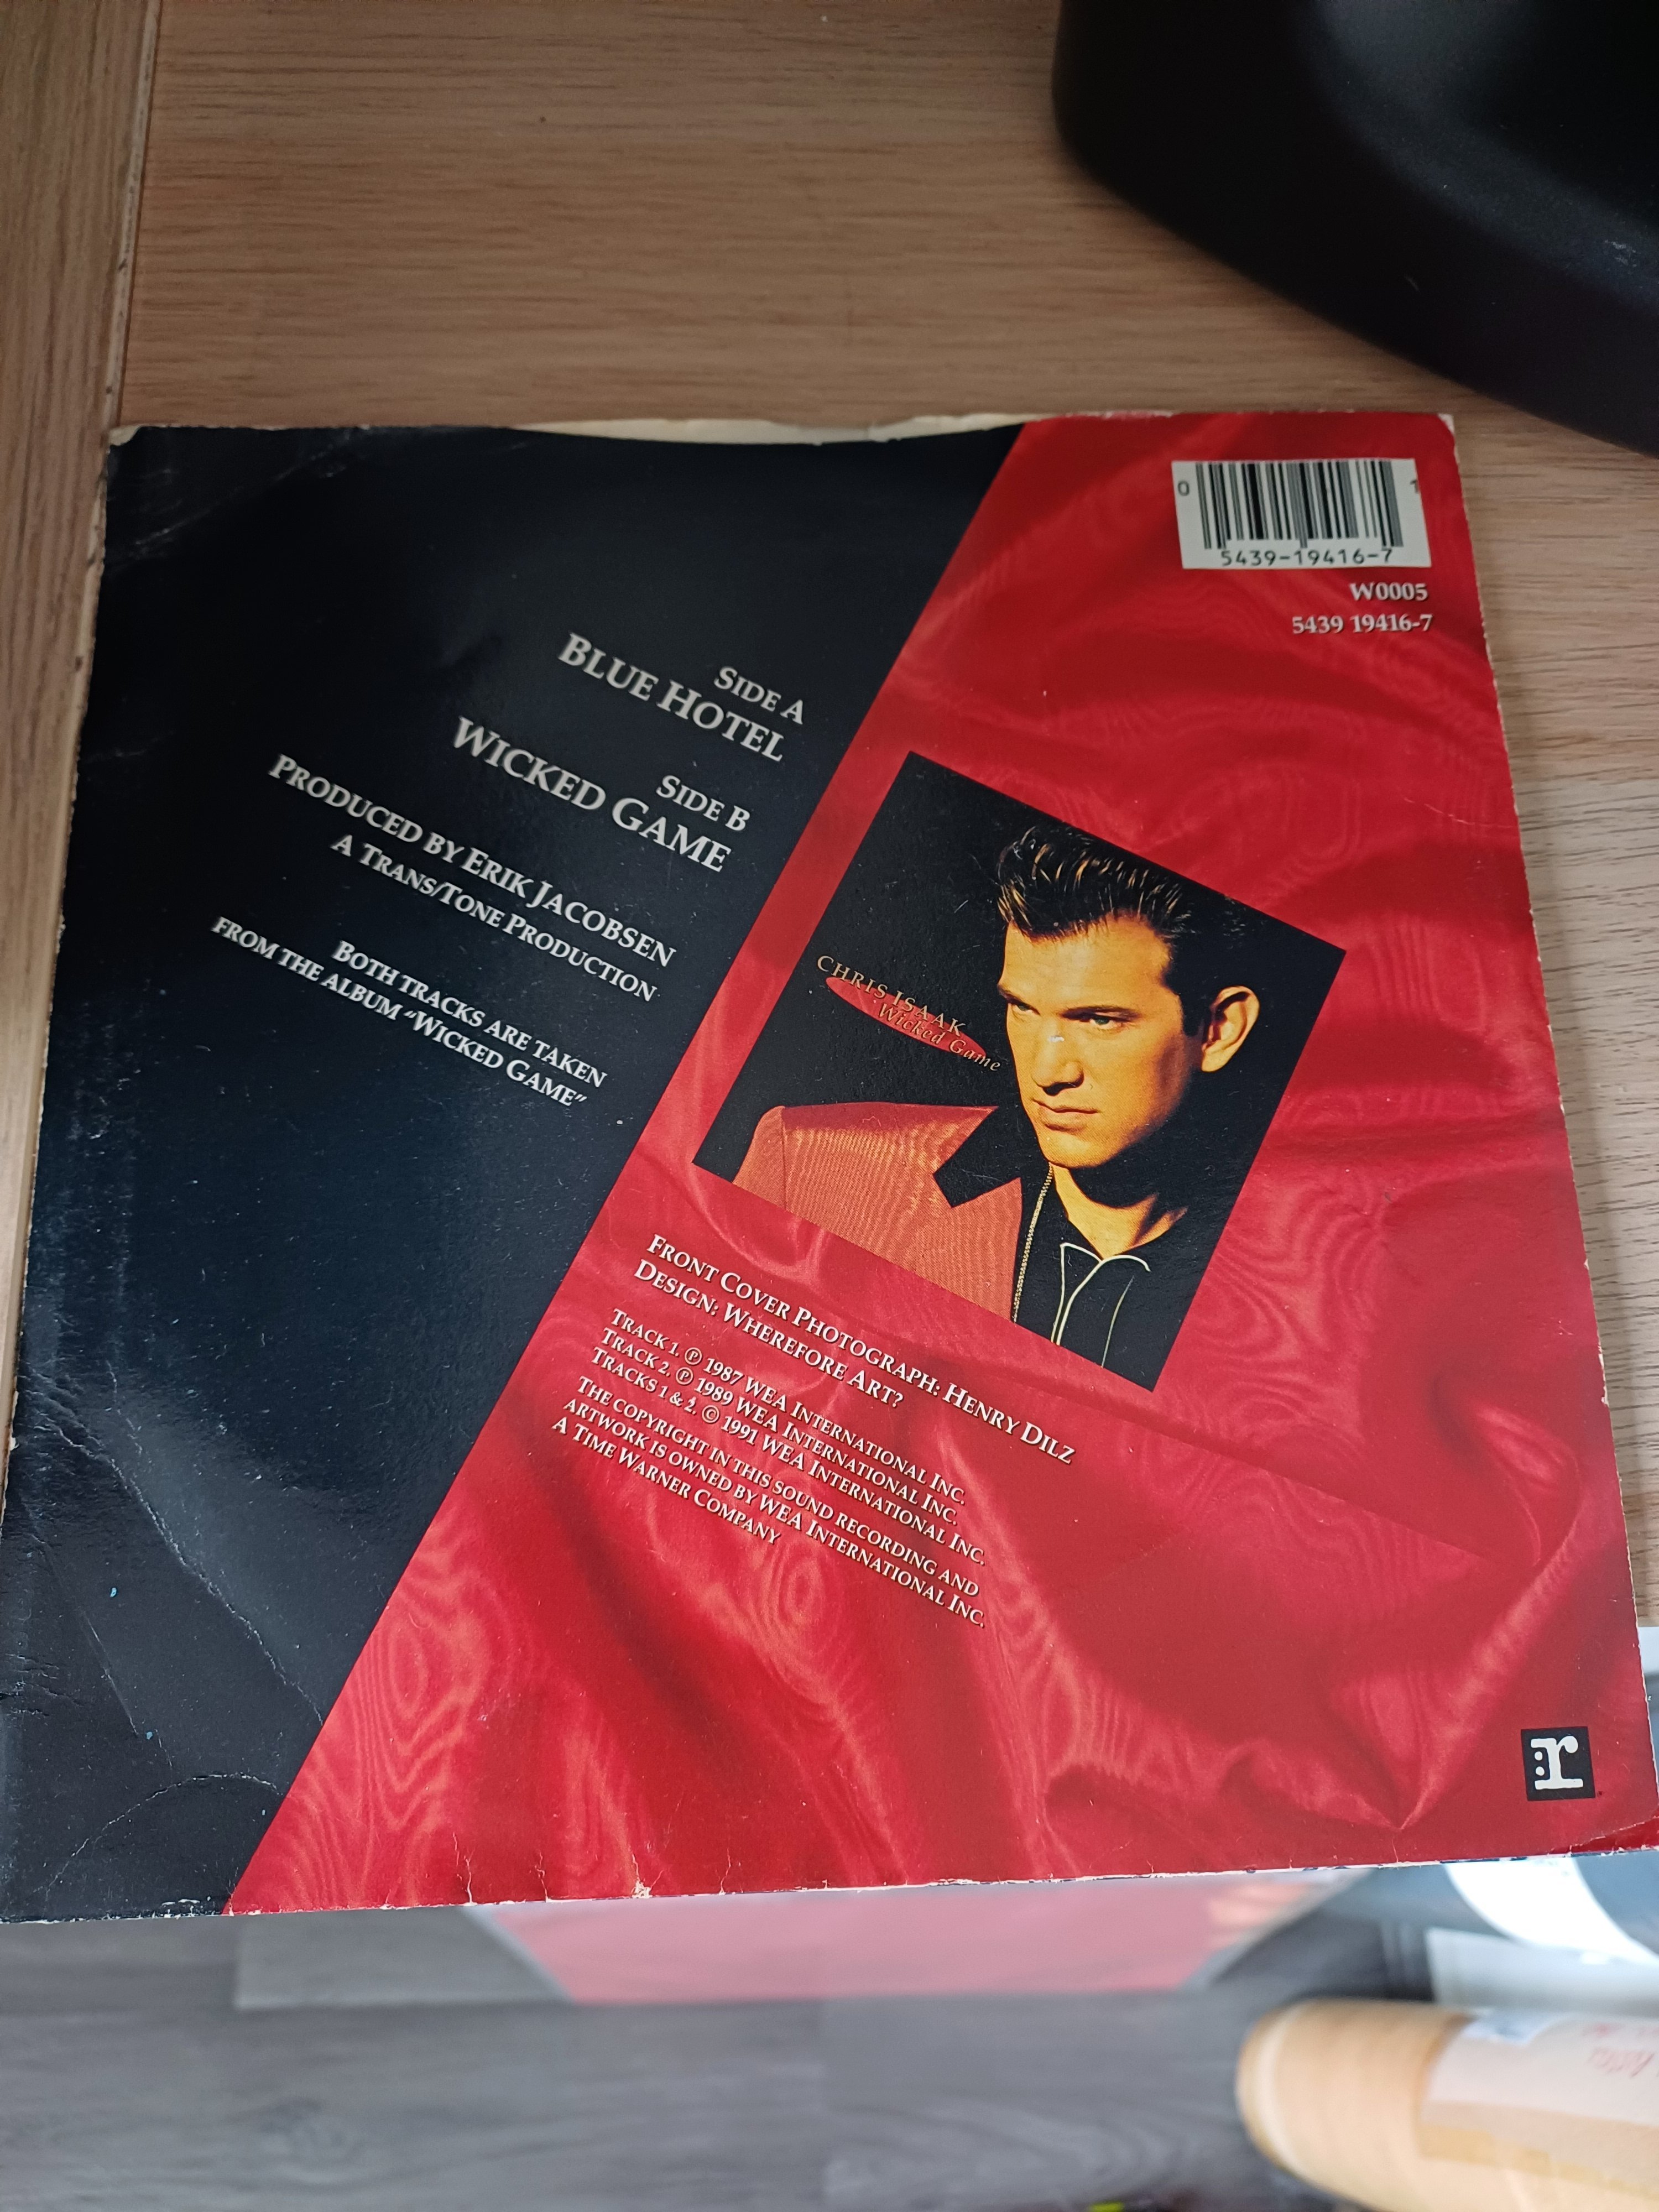 0 1
5439-19416-7
W0005
5439 19416-7
SIDE A
BLUE HOTEL
SIDE B
WICKED GAME
PRODUCED BY ERIK JACOBSEN
A TRANS/TONE PRODUCTION
BOTH TRACKS ARE TAKEN
FROM THE ALBUM "WICKED GAME"
CHRIS ISAAK
Wicked Game
FRONT COVER PHOTOGRAPH: HENRY DILZ
DESIGN: WHEREFORE ART?
TRACK 1. ℗ 1987 WEA INTERNATIONAL INC.
TRACK 2. ℗ 1989 WEA INTERNATIONAL INC.
TRACKS 1 & 2. © 1991 WEA INTERNATIONAL INC.
THE COPYRIGHT IN THIS SOUND RECORDING AND
ARTWORK IS OWNED BY WEA INTERNATIONAL INC.
A TIME WARNER COMPANY
:r